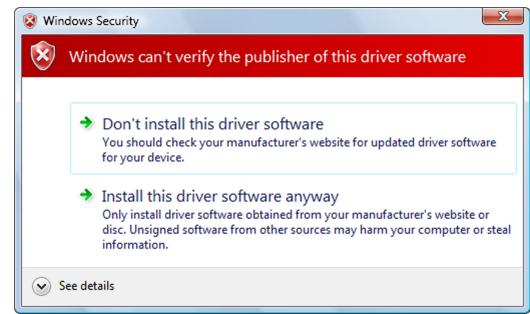 Windows Security
Windows can't verify the publisher of this driver software
Don't install this driver software
You should check your manufacturer's website for updated driver software
for your device.
Install this driver software anyway
Only install driver software obtained from your manufacturer's website or
disc. Unsigned software from other sources may harm your computer or steal
information.
See details